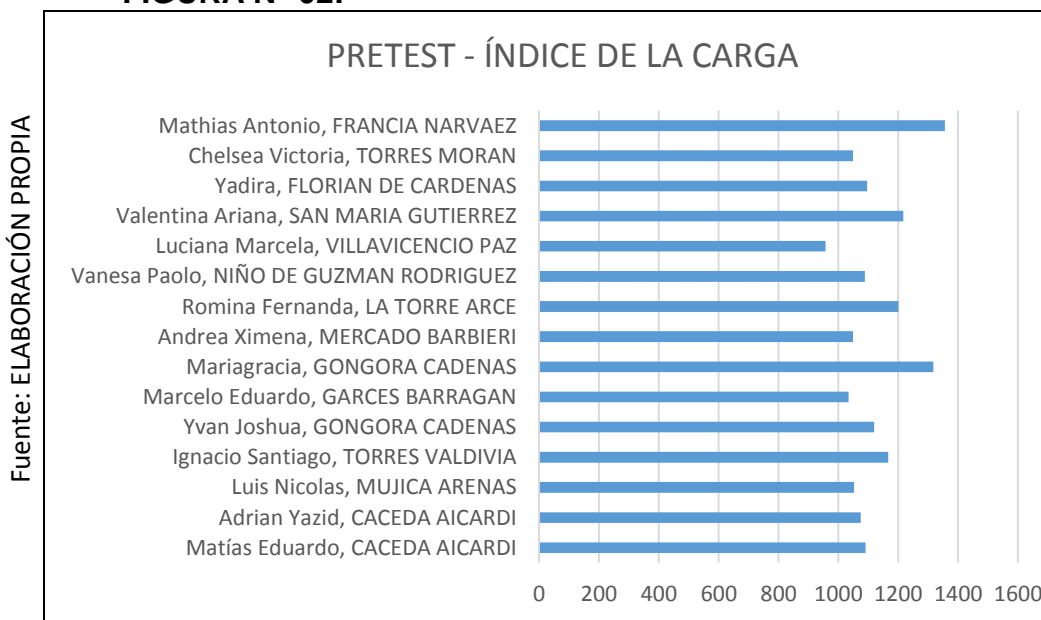 FIGURA N° 02:
PRETEST - ÍNDICE DE LA CARGA
Mathias Antonio, FRANCIA NARVAEZ
Chelsea Victoria, TORRES MORAN
Yadira, FLORIAN DE CARDENAS
Valentina Ariana, SAN MARIA GUTIERREZ
Luciana Marcela, VILLAVICENCIO PAZ
Vanesa Paolo, NIÑO DE GUZMAN RODRIGUEZ
Romina Fernanda, LA TORRE ARCE
Andrea Ximena, MERCADO BARBIERI
Mariagracia, GONGORA CADENAS
Marcelo Eduardo, GARCES BARRAGAN
Yvan Joshua, GONGORA CADENAS
Ignacio Santiago, TORRES VALDIVIA
Luis Nicolas, MUJICA ARENAS
Adrian Yazid, CACEDA AICARDI
Matías Eduardo, CACEDA AICARDI
0 200 400 600 800 1000 1200 1400 1600
Fuente: ELABORACIÓN PROPIA